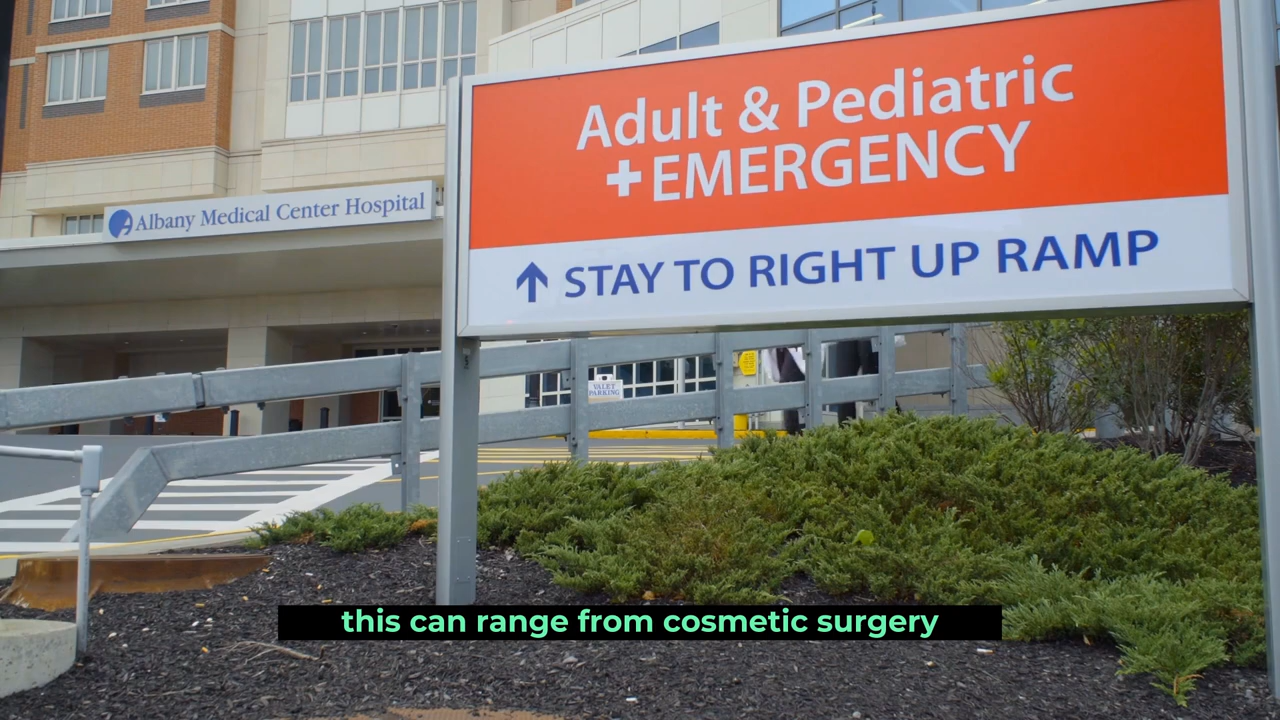 Adult & Pediatric
+EMERGENCY
↑ STAY TO RIGHT UP RAMP
Albany Medical Center Hospital
VALET
PARKING
this can range from cosmetic surgery